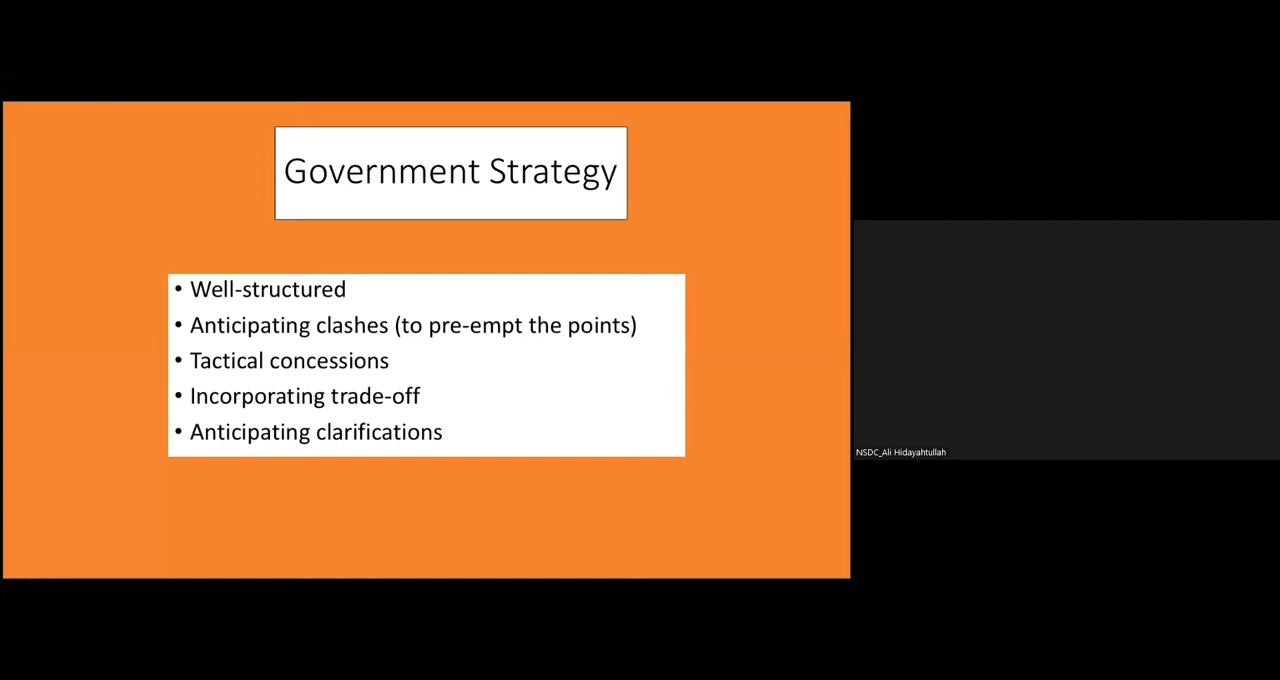 Government Strategy
• Well-structured
• Anticipating clashes (to pre-empt the points)
• Tactical concessions
• Incorporating trade-off
• Anticipating clarifications
NSDC_Ali Hidayahtullah